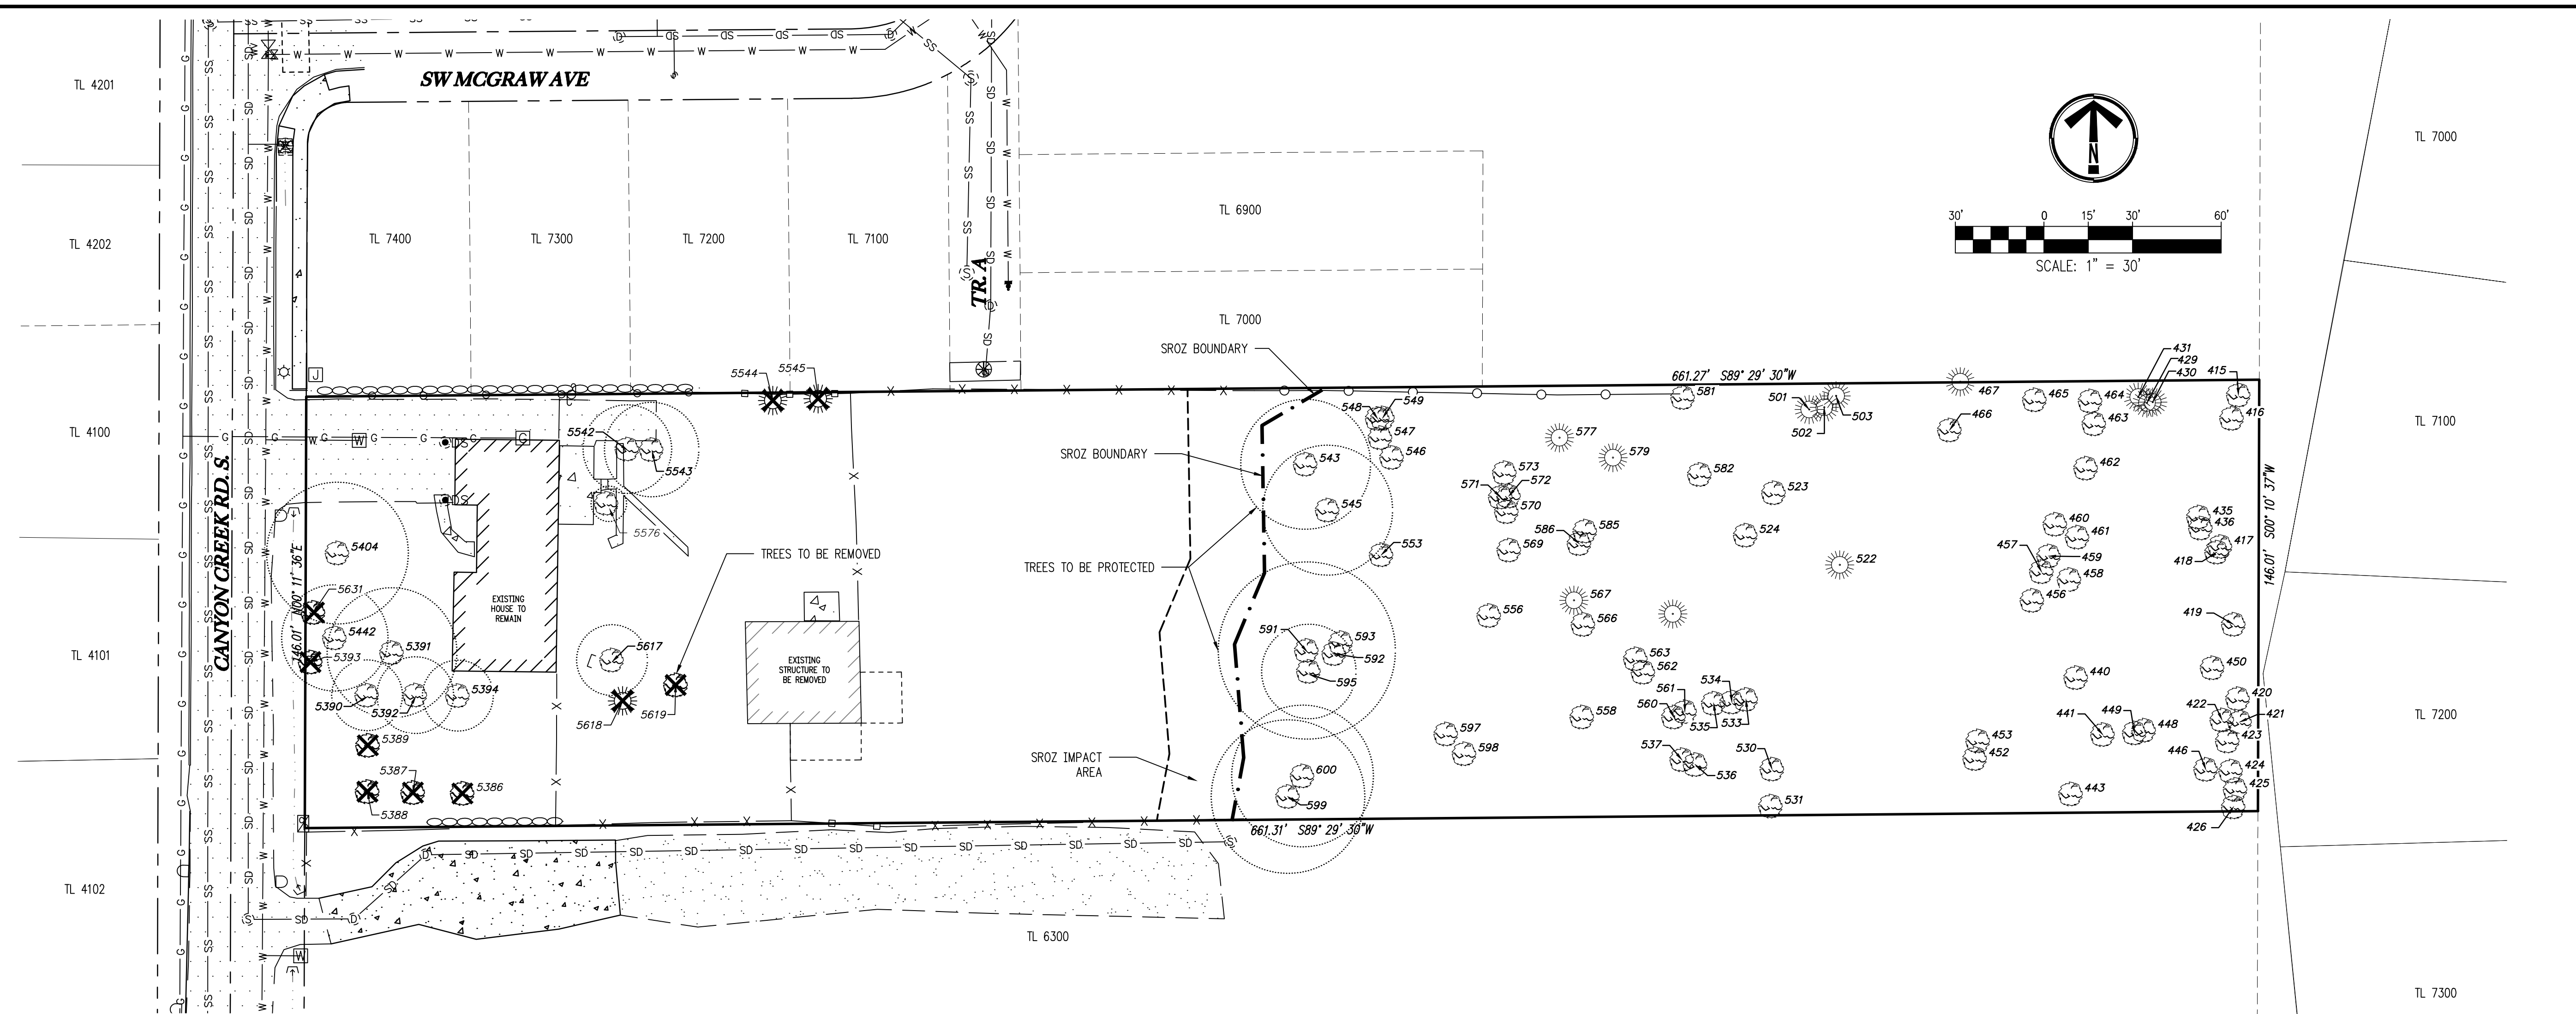 SW MCGRAW AVE
TL 4201
TL 4202
TL 4100
TL 4101
TL 4102
TL 7400
TL 7300
TL 7200
TL 7100
TR. A
TL 6900
TL 7000
CANYON CREEK RD. S.
N
30' 0 15' 30' 60'
SCALE: 1" = 30'
TL 7000
TL 7100
TL 7200
TL 7300
TL 6300
SROZ BOUNDARY
SROZ BOUNDARY
TREES TO BE PROTECTED
TREES TO BE REMOVED
SROZ IMPACT
AREA
EXISTING
HOUSE TO
REMAIN
EXISTING
STRUCTURE TO
BE REMOVED
661.27' S89° 29' 30"W
146.01' S00° 10' 37"W
661.31' S89° 29' 30"W
146.01' N00° 11' 36"E
J
W
G
5544
5545
5542
5543
5576
5404
5631
5442
5393
5391
5390
5392
5394
5389
5387
5386
5388
5617
5618
5619
548
549
547
546
543
545
553
591
593
592
595
600
599
597
598
573
572
571
570
569
586
585
577
579
581
582
523
524
522
501
502
503
556
567
566
563
562
561
560
558
534
535
533
537
536
530
531
467
466
465
464
463
462
431
429
430
415
416
460
461
459
457
458
456
435
436
417
418
419
450
440
420
422
421
423
441
449
448
446
424
425
426
443
453
452